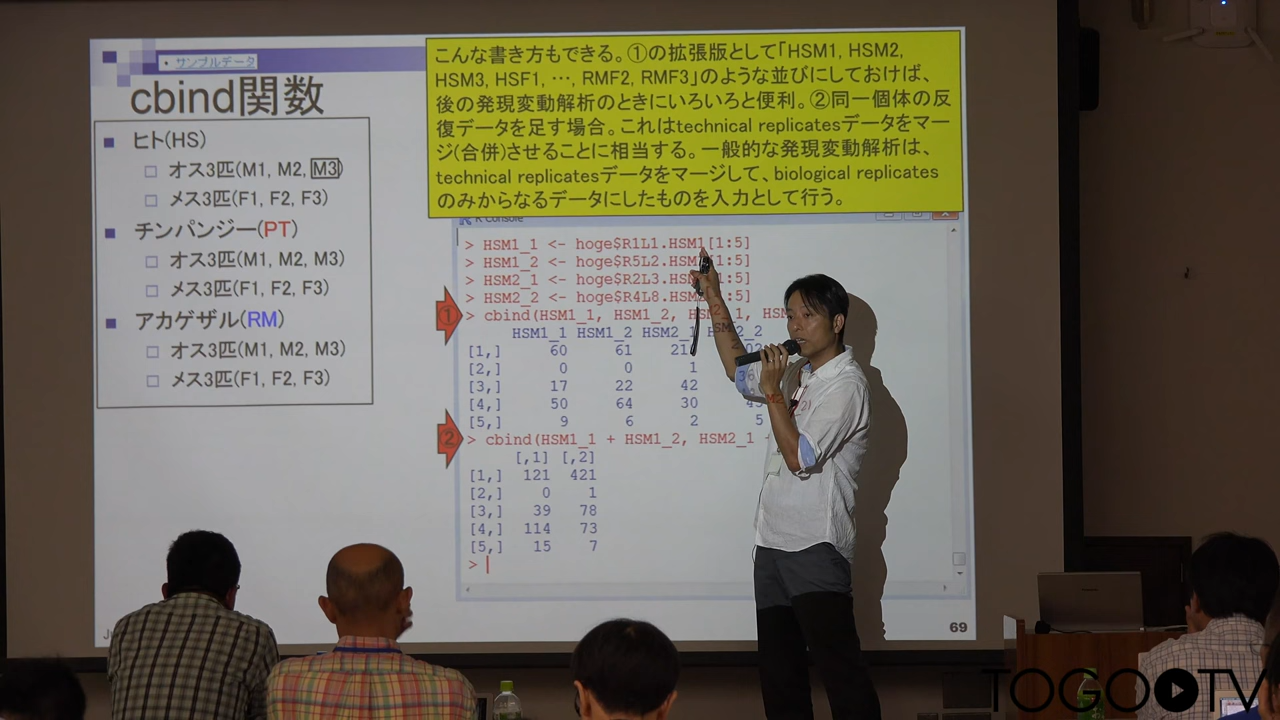 • サンプルデータ
cbind関数
ヒト(HS)
オス3匹(M1, M2, M3)
メス3匹(F1, F2, F3)
チンパンジー(PT)
オス3匹(M1, M2, M3)
メス3匹(F1, F2, F3)
アカゲザル(RM)
オス3匹(M1, M2, M3)
メス3匹(F1, F2, F3)
こんな書き方もできる。①の拡張版として「HSM1, HSM2,
HSM3, HSF1, …, RMF2, RMF3」のような並びにしておけば、
後の発現変動解析のときにいろいろと便利。②同一個体の反
復データを足す場合。これはtechnical replicatesデータをマー
ジ(合併)させることに相当する。一般的な発現変動解析は、
technical replicatesデータをマージして、biological replicates
のみからなるデータにしたものを入力として行う。
R Console
> HSM1_1 <- hoge$R1L1.HSM1[1:5]
> HSM1_2 <- hoge$R5L2.HSM1[1:5]
> HSM2_1 <- hoge$R2L3.HSM2[1:5]
> HSM2_2 <- hoge$R4L8.HSM2[1:5]
① > cbind(HSM1_1, HSM1_2, HSM2_1, HSM2_2
HSM1_1 HSM1_2 HSM2_1 HSM2_2
[1,] 60 61 21
[2,] 0 0 1
[3,] 17 22 42 36
[4,] 50 64 30 43
[5,] 9 6 2 5
② > cbind(HSM1_1 + HSM1_2, HSM2_1 +
[,1] [,2]
[1,] 121 421
[2,] 0 1
[3,] 39 78
[4,] 114 73
[5,] 15 7
> |
69
TOGO TV